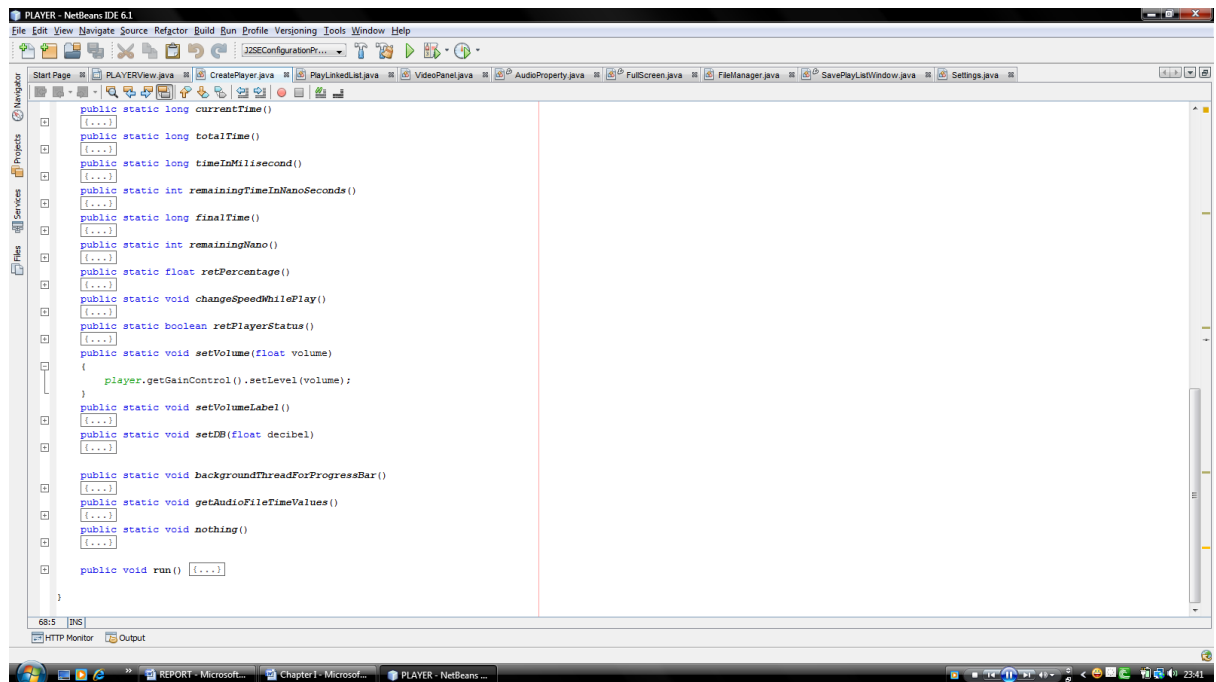 PLAYER - NetBeans IDE 6.1
File Edit View Navigate Source Refactor Build Run Profile Versioning Tools Window Help
J2SEConfigurationPr...
Start Page PLAYERView.java CreatePlayer.java PlayLinkedList.java VideoPanel.java AudioProperty.java FullScreen.java FileManager.java SavePlayListWindow.java Settings.java
Navigator
Projects
Services
Files
public static long currentTime()
{...}
public static long totalTime()
{...}
public static long timeInMilisecond()
{...}
public static int remainingTimeInNanoSeconds()
{...}
public static long finalTime()
{...}
public static int remainingNano()
{...}
public static float retPercentage()
{...}
public static void changeSpeedWhilePlay()
{...}
public static boolean retPlayerStatus()
{...}
public static void setVolume(float volume)
{
player.getGainControl().setLevel(volume);
}
public static void setVolumeLabel()
{...}
public static void setDB(float decibel)
{...}
public static void backgroundThreadForProgressBar()
{...}
public static void getAudioFileTimeValues()
{...}
public static void nothing()
{...}
public void run() {...}
}
68:5 INS
HTTP Monitor Output
REPORT - Microsoft... Chapter1 - Microsof... PLAYER - NetBeans ... 23:41